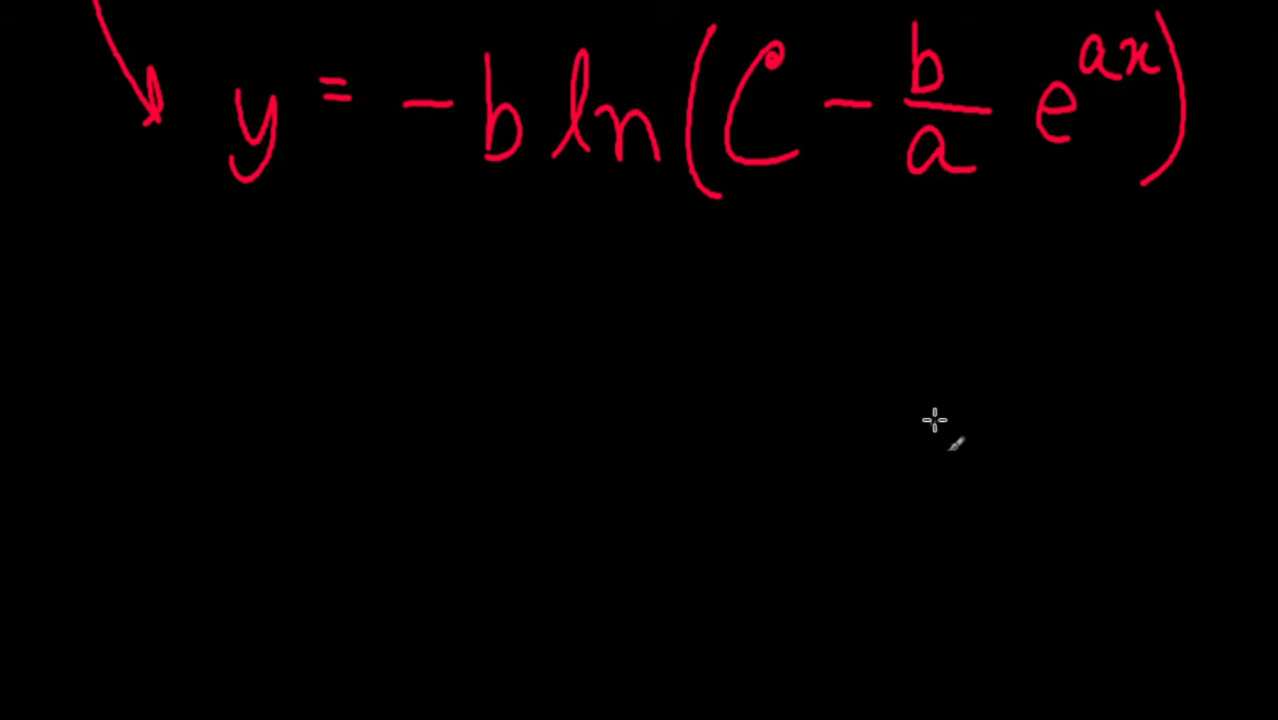 y = -b ln(C - b/a e^{ax})